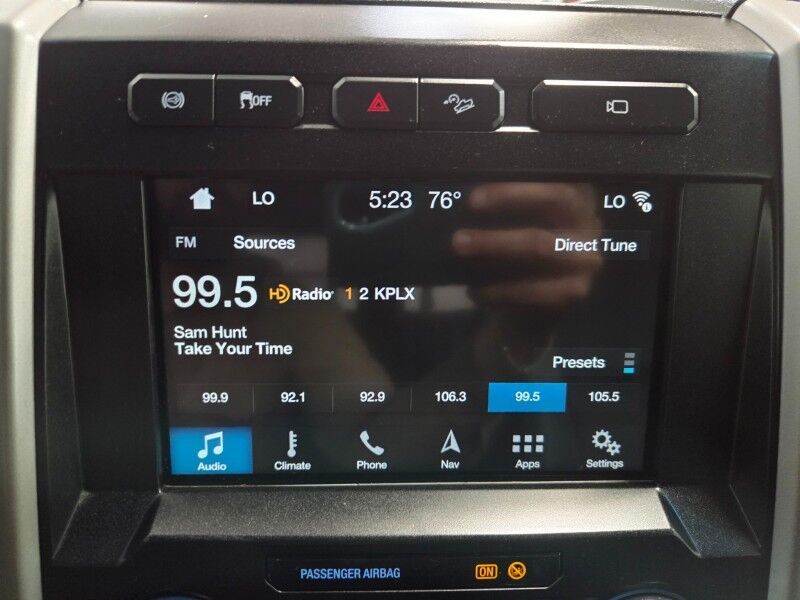 OFF
LO 5:23 76° LO
FM Sources Direct Tune
99.5 HD Radio 1 2 KPLX
Sam Hunt
Take Your Time
Presets
99.9 92.1 92.9 106.3 99.5 105.5
Audio Climate Phone Nav Apps Settings
PASSENGER AIRBAG ON